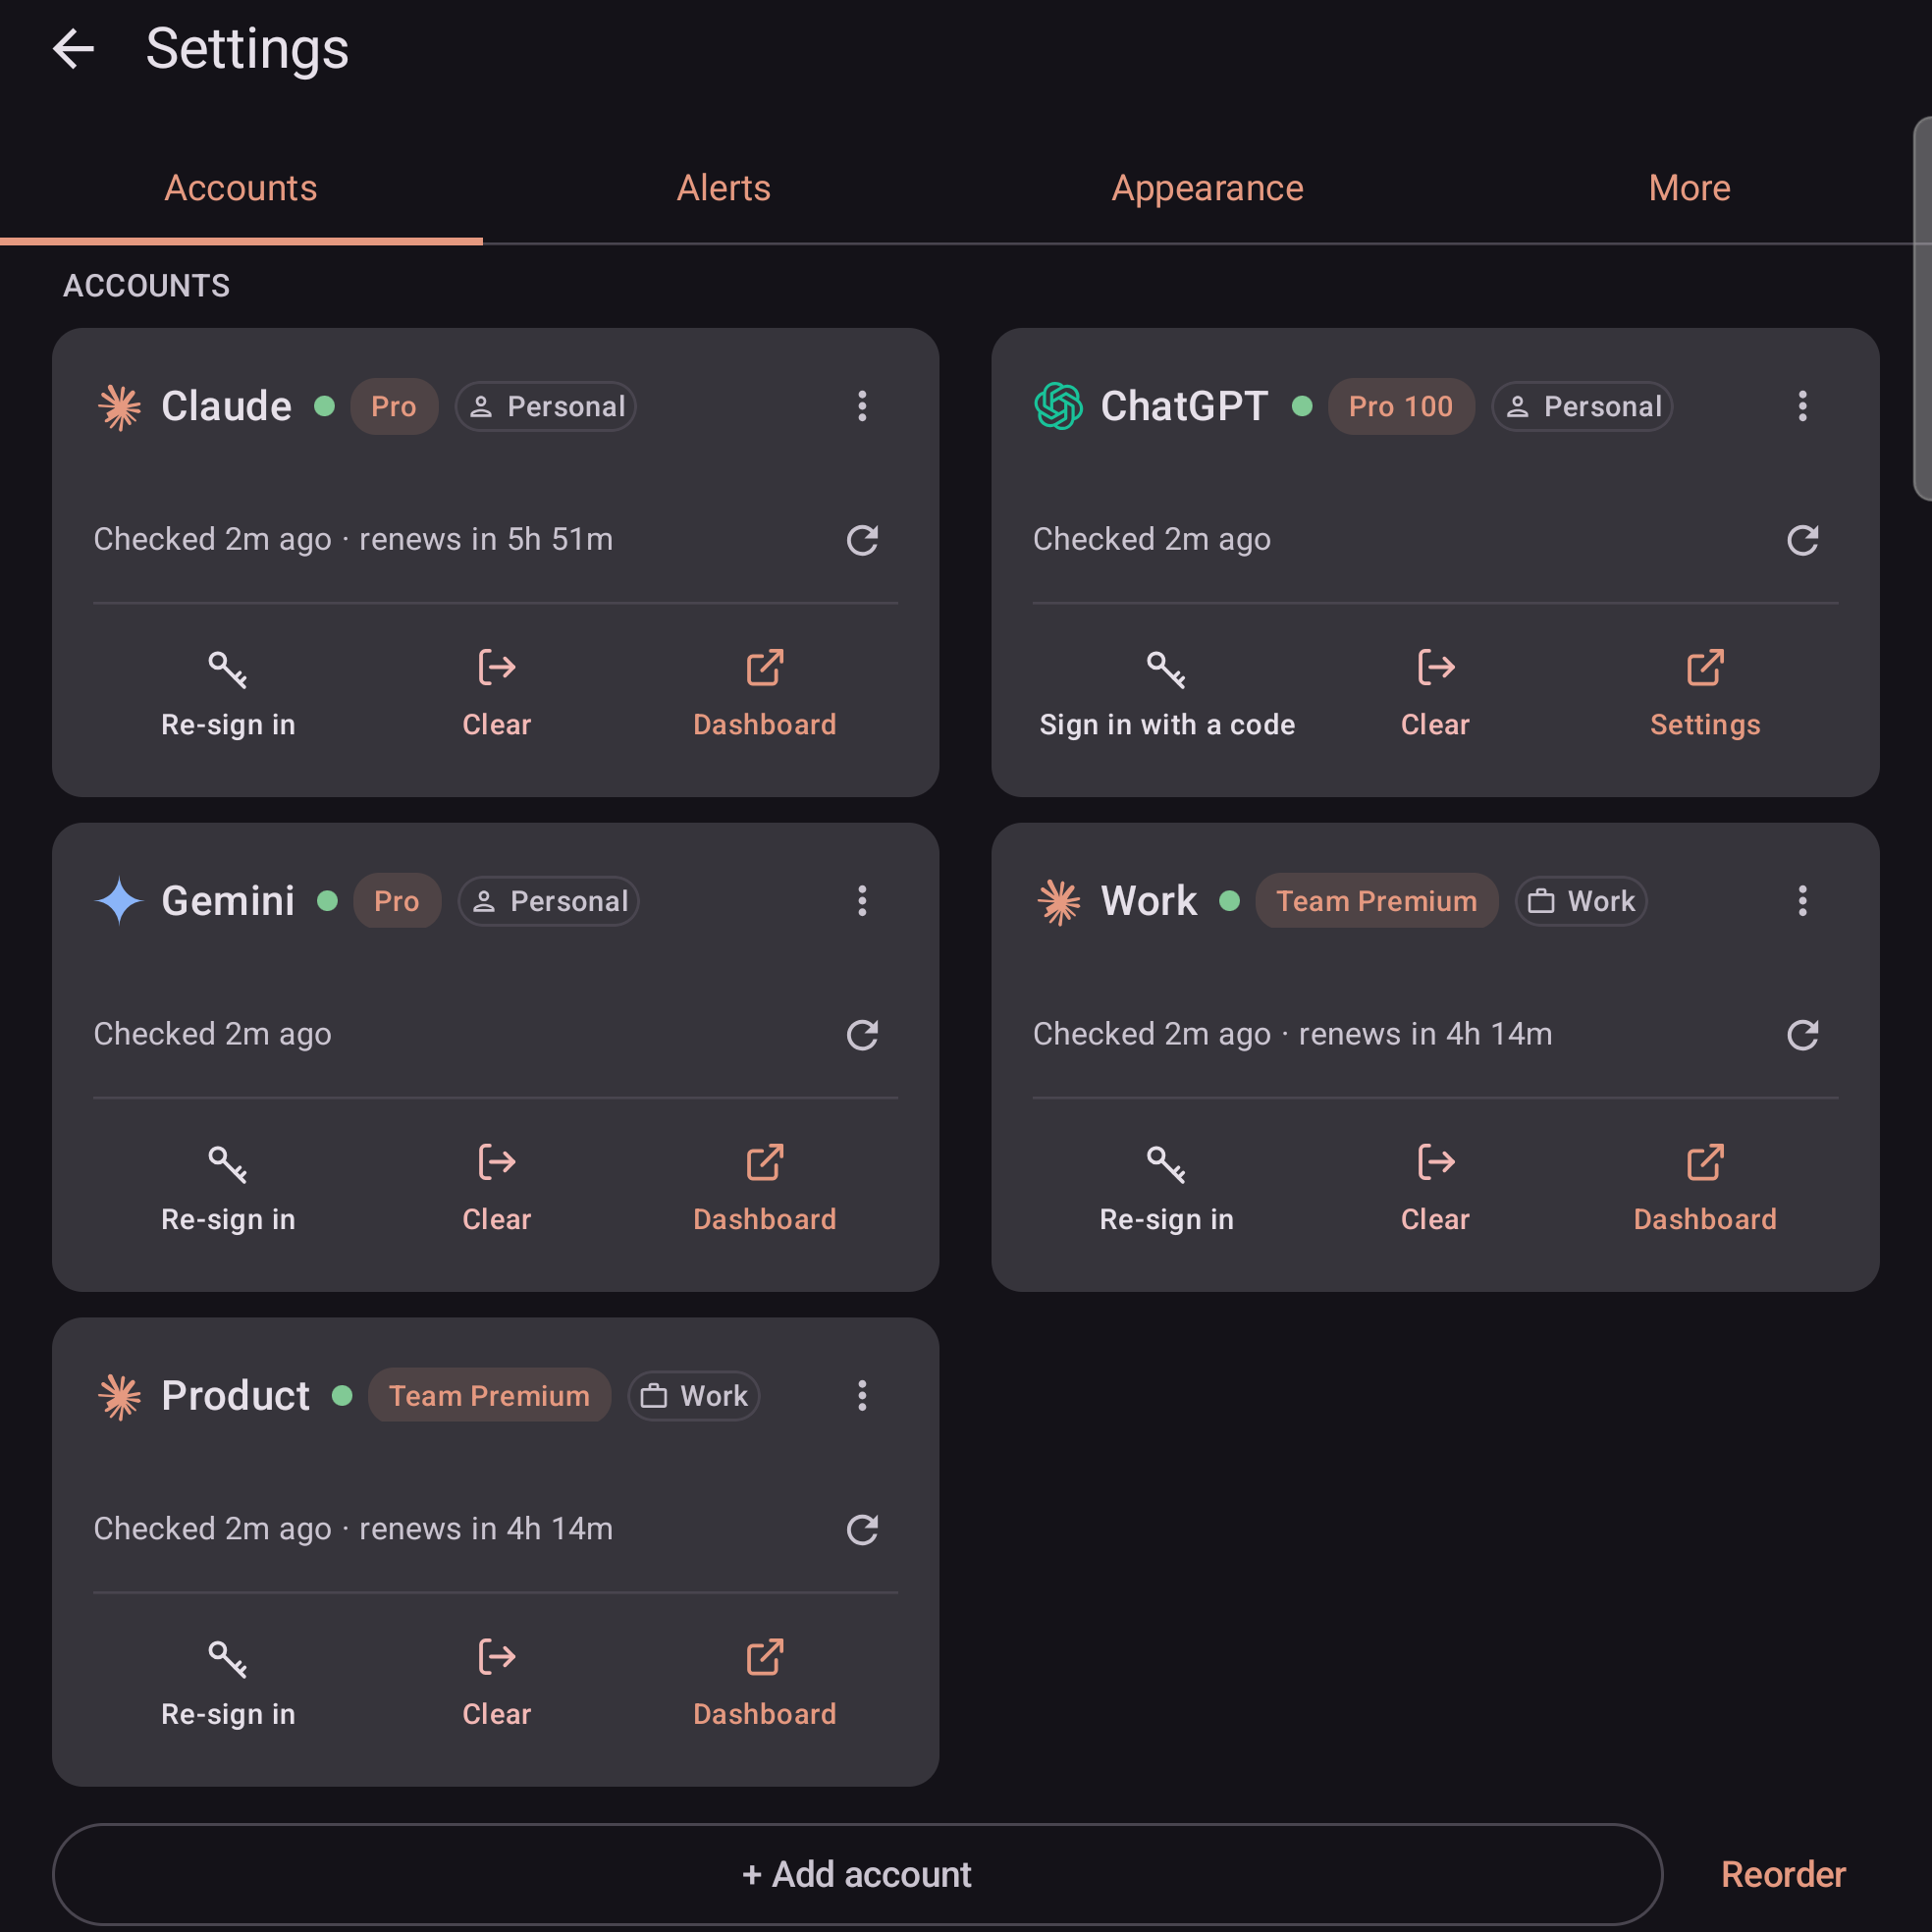 Settings
Accounts
Alerts
Appearance
More
ACCOUNTS
Claude
Pro
Personal
Checked 2m ago · renews in 5h 51m
Re-sign in
Clear
Dashboard
ChatGPT
Pro 100
Personal
Checked 2m ago
Sign in with a code
Clear
Settings
Gemini
Pro
Personal
Checked 2m ago
Re-sign in
Clear
Dashboard
Work
Team Premium
Work
Checked 2m ago · renews in 4h 14m
Re-sign in
Clear
Dashboard
Product
Team Premium
Work
Checked 2m ago · renews in 4h 14m
Re-sign in
Clear
Dashboard
+ Add account
Reorder